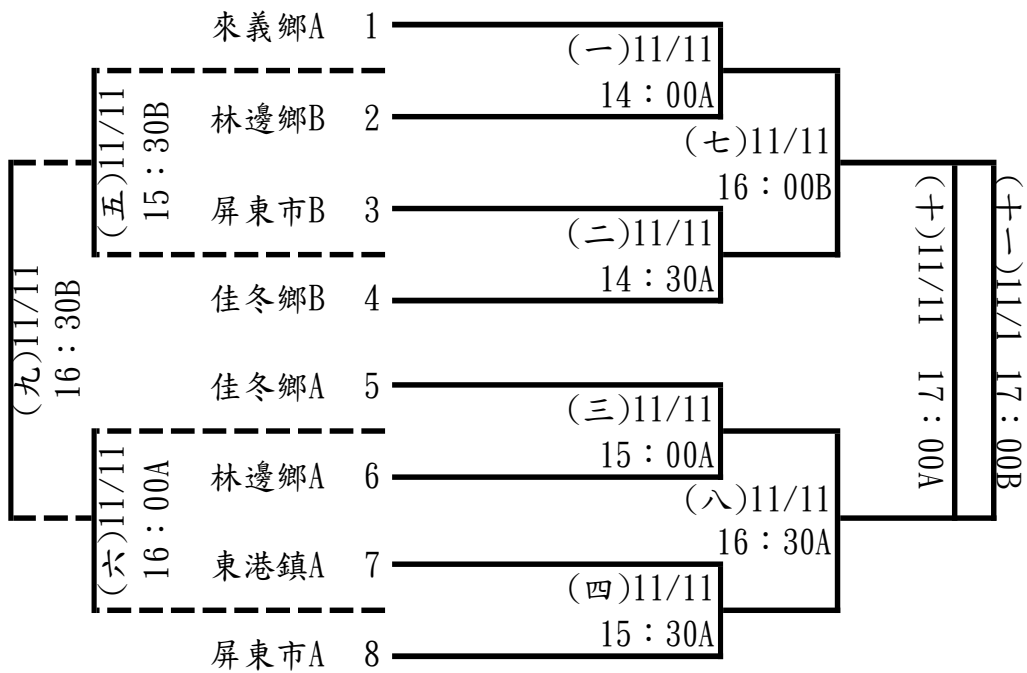 來義鄉A 1
(一)11/11
14：00A
林邊鄉B 2
(五)11/11
15：30B
(七)11/11
16：00B
屏東市B 3
(二)11/11
14：30A
佳冬鄉B 4
(九)11/11
16：30B
(十)11/11 17：00A
(十一)11/1 17：00B
佳冬鄉A 5
(三)11/11
15：00A
林邊鄉A 6
(六)11/11
16：00A
(八)11/11
16：30A
東港鎮A 7
(四)11/11
15：30A
屏東市A 8